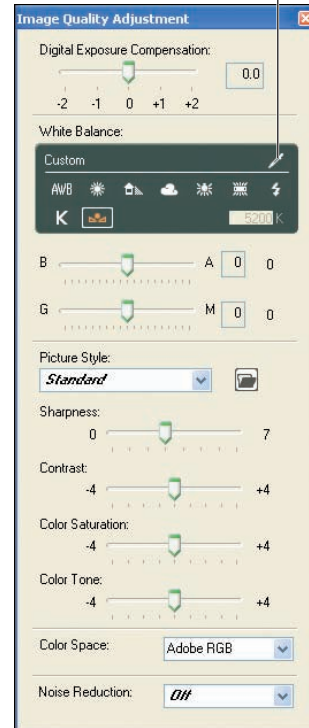 Image Quality Adjustment
Digital Exposure Compensation:
0.0
-2 -1 0 +1 +2
White Balance:
Custom
AWB
K 5200 K
B A 0 0
G M 0 0
Picture Style:
Standard
Sharpness:
0 7
Contrast:
-4 +4
Color Saturation:
-4 +4
Color Tone:
-4 +4
Color Space: Adobe RGB
Noise Reduction: Off